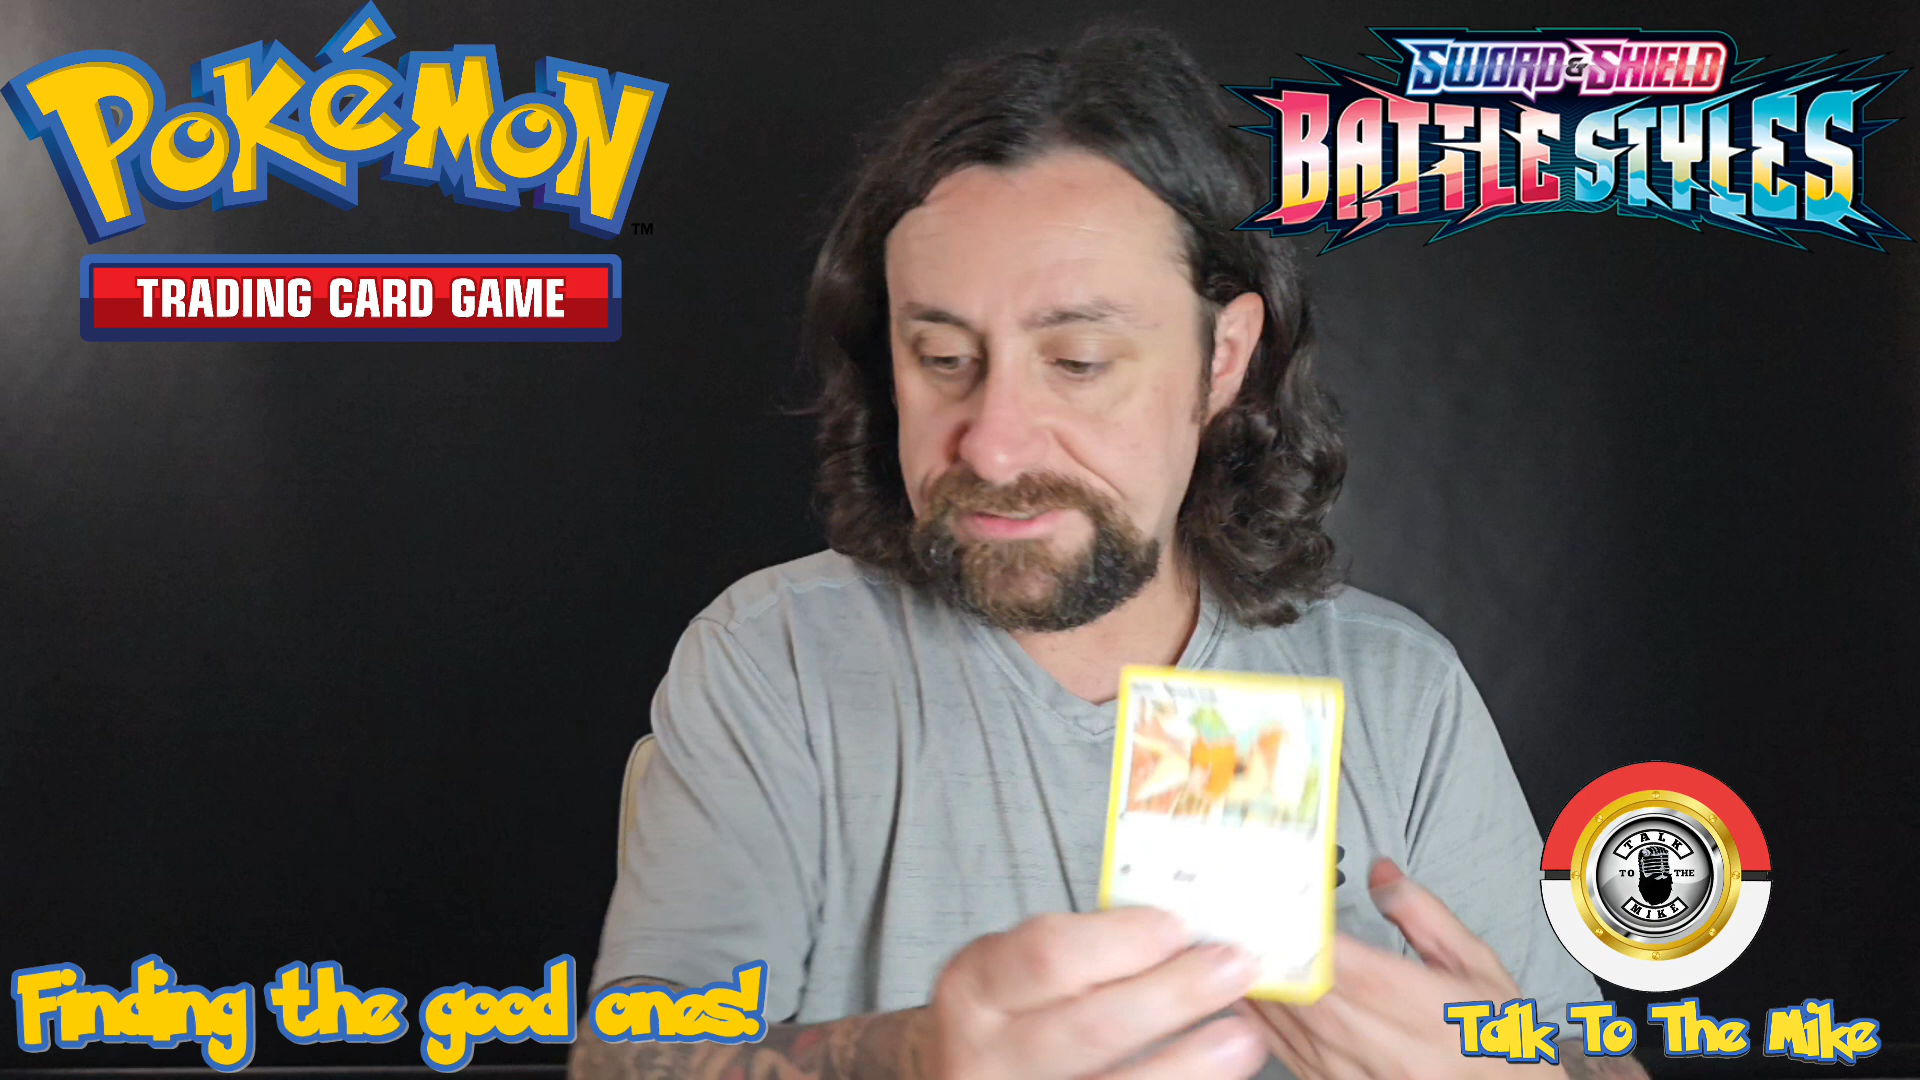 POKéMON
TM
TRADING CARD GAME
SWORD & SHIELD
BATTLE STYLES
TALK
TO THE
MIKE
Finding the good ones!
Talk To The Mike